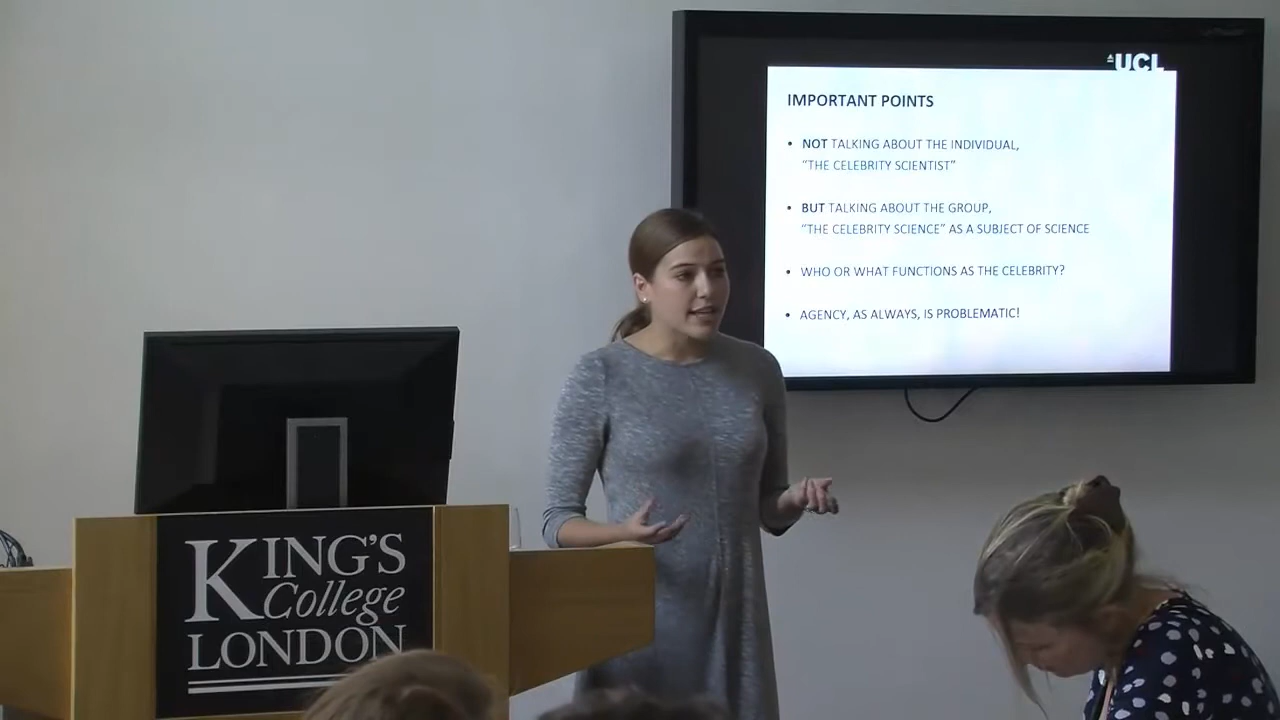 UCL
IMPORTANT POINTS
• NOT TALKING ABOUT THE INDIVIDUAL,
“THE CELEBRITY SCIENTIST”
• BUT TALKING ABOUT THE GROUP,
“THE CELEBRITY SCIENCE” AS A SUBJECT OF SCIENCE
• WHO OR WHAT FUNCTIONS AS THE CELEBRITY?
• AGENCY, AS ALWAYS, IS PROBLEMATIC!
KING'S
College
LONDON